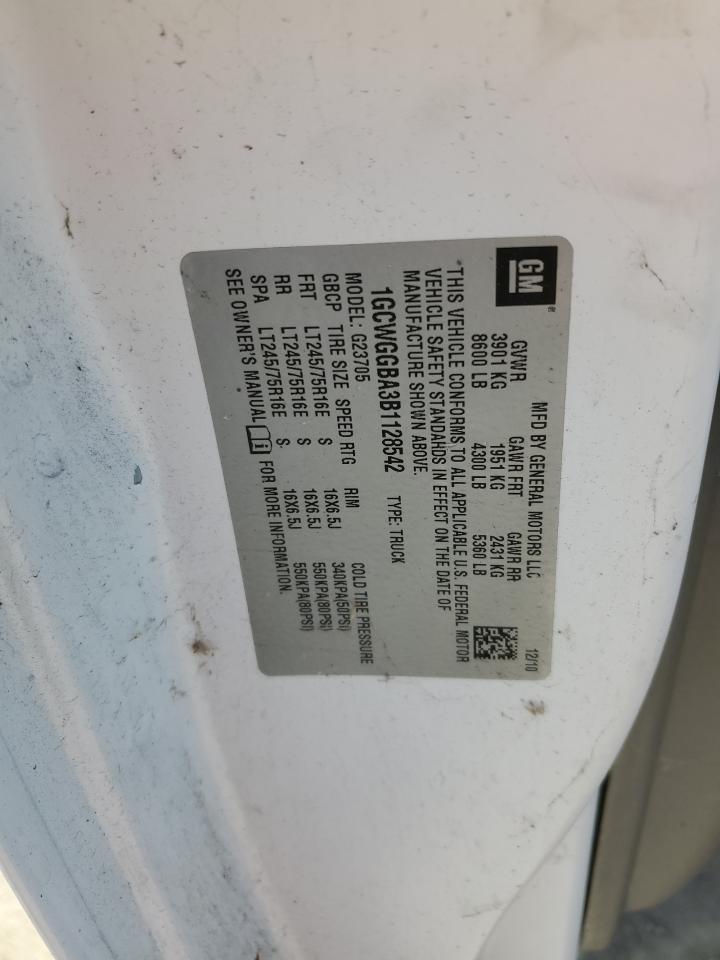 GM
MFD BY GENERAL MOTORS LLC 12/10
GVWR GAWR FRT GAWR RR
3901 KG 1951 KG 2431 KG
8600 LB 4300 LB 5360 LB
THIS VEHICLE CONFORMS TO ALL APPLICABLE U.S. FEDERAL MOTOR
VEHICLE SAFETY STANDARDS IN EFFECT ON THE DATE OF
MANUFACTURE SHOWN ABOVE.
1GCWGGBA3B1128542 TYPE: TRUCK
MODEL: G23705
GBCP TIRE SIZE SPEED RTG RIM COLD TIRE PRESSURE
FRT LT245/75R16E S 16X6.5J 340KPA(50PSI)
RR LT245/75R16E S 16X6.5J 550KPA(80PSI)
SPA LT245/75R16E S 16X6.5J 550KPA(80PSI)
SEE OWNER'S MANUAL FOR MORE INFORMATION.